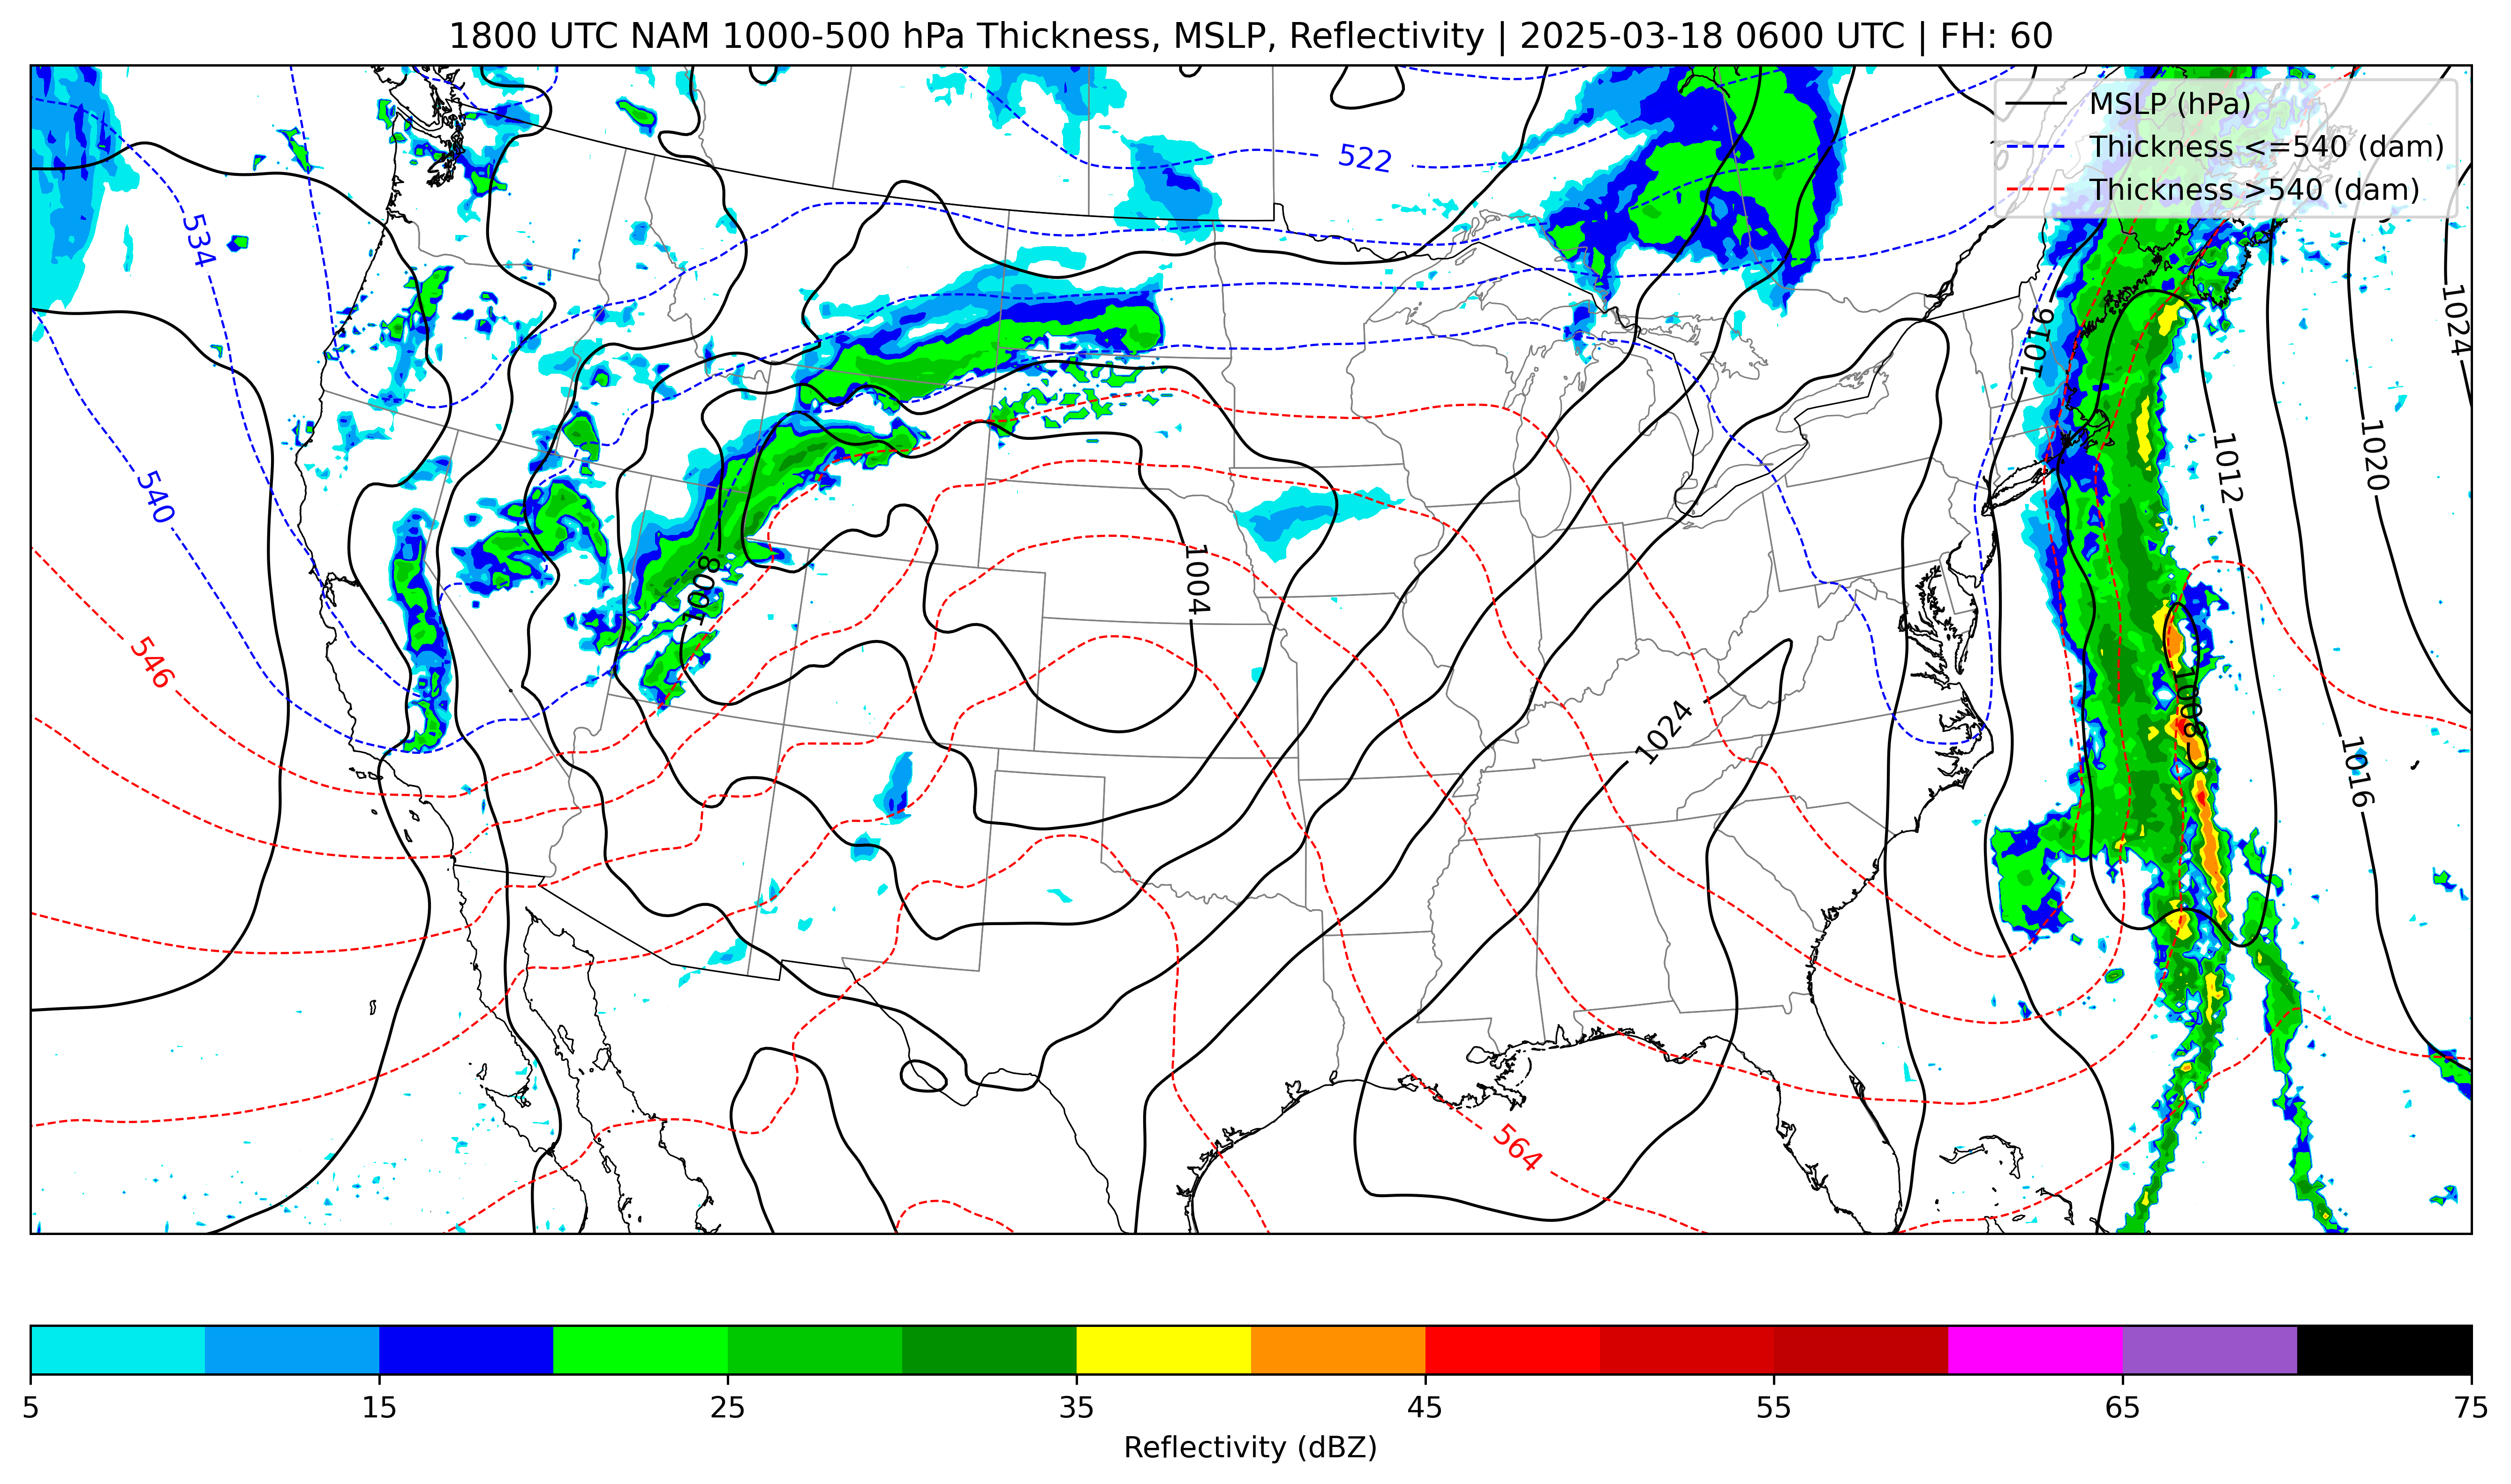 1800 UTC NAM 1000-500 hPa Thickness, MSLP, Reflectivity | 2025-03-18 0600 UTC | FH: 60
MSLP (hPa)
Thickness <=540 (dam)
Thickness >540 (dam)
522
534
540
546
564
1008
1004
1024
1016
1012
1008
1024
1020
1016
5 15 25 35 45 55 65 75
Reflectivity (dBZ)